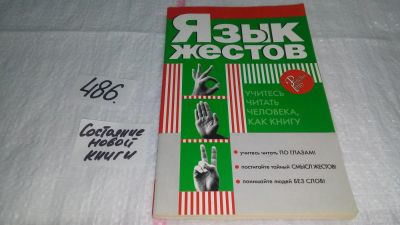 486.
Состояние
новой
книги
Язык
жестов
УЧИТЕСЬ
ЧИТАТЬ
ЧЕЛОВЕКА,
КАК КНИГУ
• учитесь читать ПО ГЛАЗАМ!
• постигайте тайный СМЫСЛ ЖЕСТОВ!
• понимайте людей БЕЗ СЛОВ!